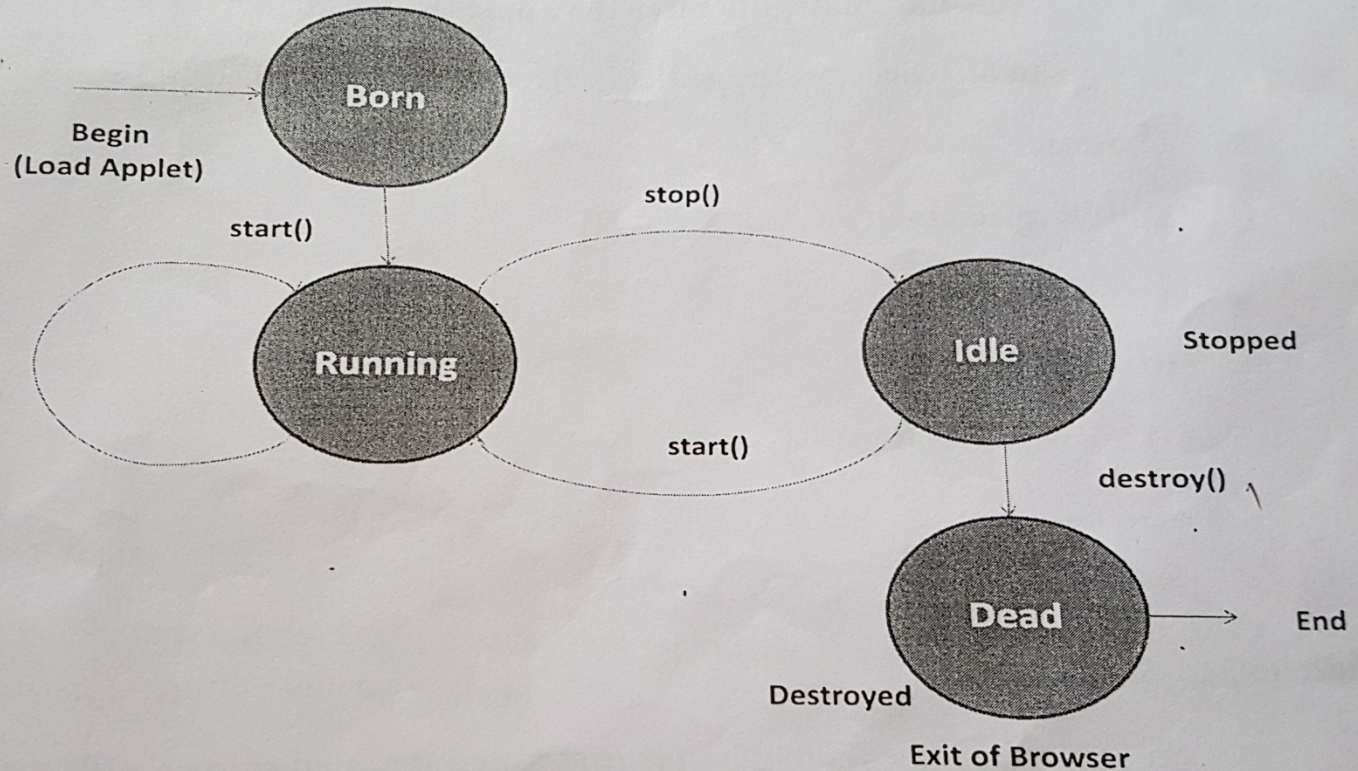 Born
Begin
(Load Applet)
stop()
start()
Running
Idle
Stopped
start()
destroy()
Dead
End
Destroyed
Exit of Browser